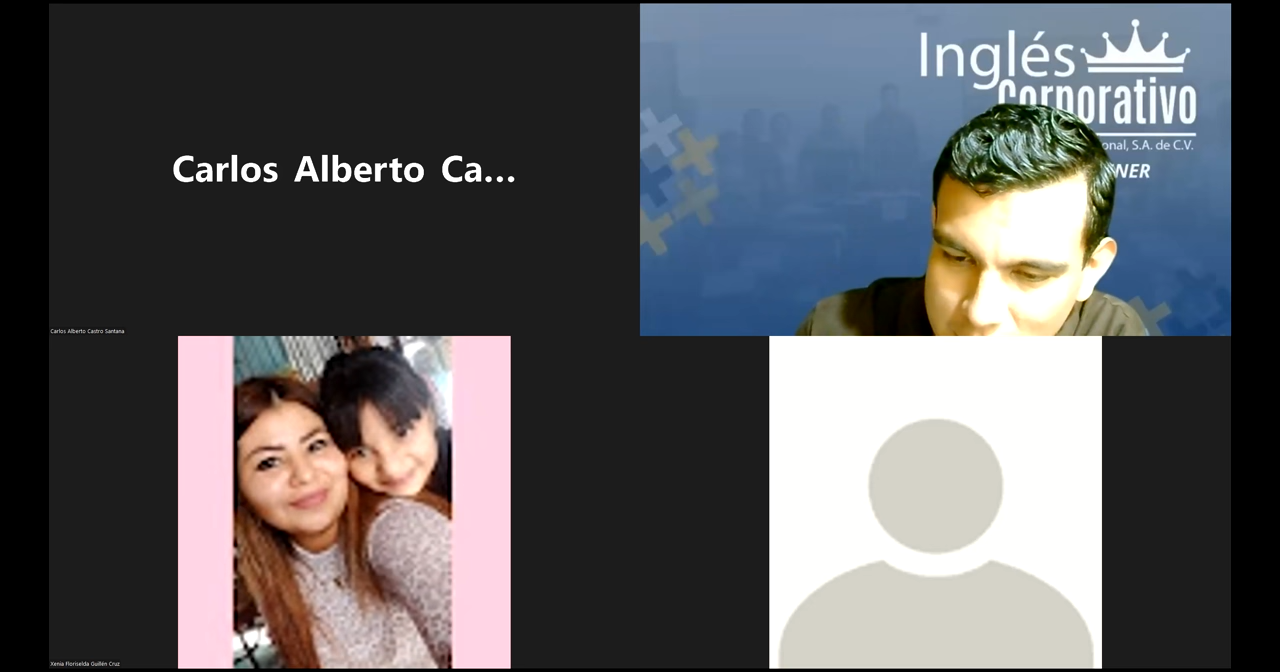 Carlos Alberto Ca...
Carlos Alberto Castro Santana
Inglés
Corporativo
onal, S.A. de C.V.
NER
Xenia Floriselda Guillén Cruz